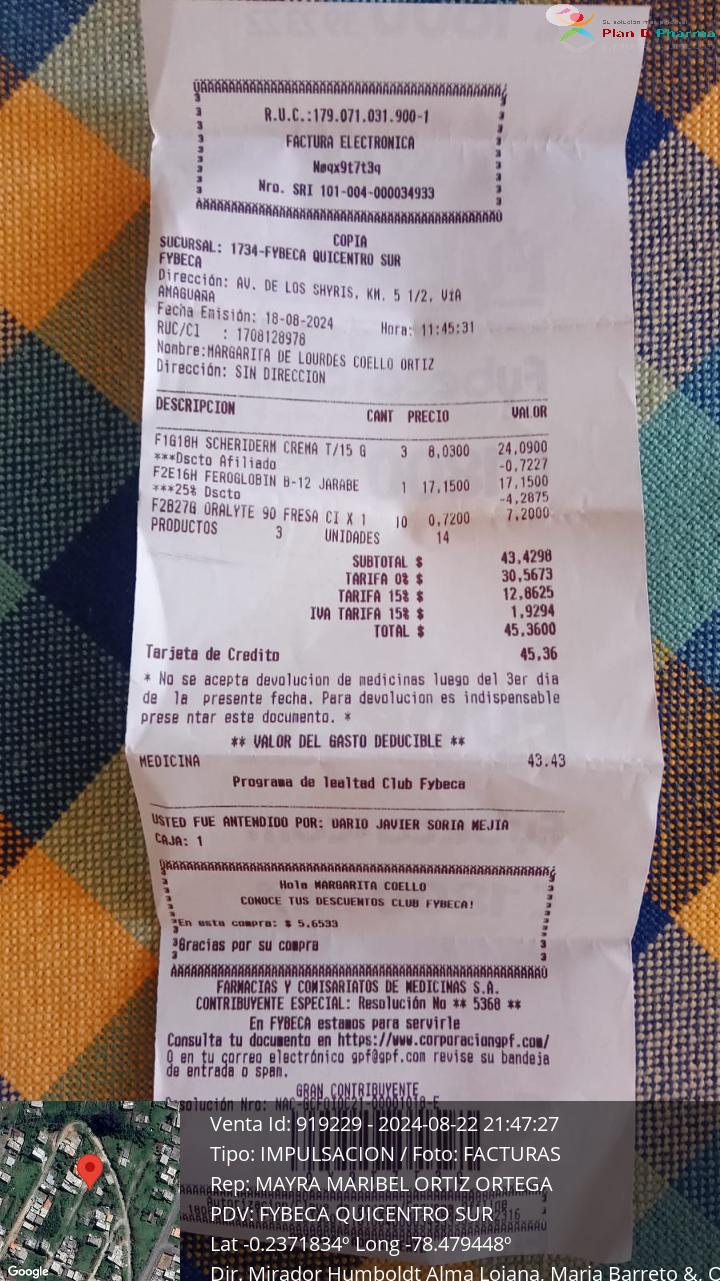 Plan D Pharma
R.U.C.:179.071.031.900-1
FACTURA ELECTRONICA
Nøqx9t7t3q
Nro. SRI 101-004-000034933
COPIA
SUCURSAL: 1734-FYBECA QUICENTRO SUR
FYBECA
Dirección: AV. DE LOS SHYRIS, KM. 5 1/2, VíA
AMAGUAÑA
Fecha Emisión: 18-08-2024 Hora: 11:45:31
RUC/CI : 1708128978
Nombre:MARGARITA DE LOURDES COELLO ORTIZ
Dirección: SIN DIRECCION
DESCRIPCION CANT PRECIO VALOR
F1G18H SCHERIDERM CREMA T/15 G 3 8,0300 24,0900
***Dscto Afiliado -0,7227
F2E16H FEROGLOBIN B-12 JARABE 1 17,1500 17,1500
***25% Dscto -4,2875
F2B27G ORALYTE 90 FRESA CI X 1 10 0,7200 7,2000
PRODUCTOS 3 UNIDADES 14
SUBTOTAL $ 43,4298
TARIFA 0% $ 30,5673
TARIFA 15% $ 12,8625
IVA TARIFA 15% $ 1,9294
TOTAL $ 45,3600
Tarjeta de Credito 45,36
* No se acepta devolucion de medicinas luego del 3er dia
de la presente fecha. Para devolucion es indispensable
prese ntar este documento. *
** VALOR DEL GASTO DEDUCIBLE **
MEDICINA 43.43
Programa de lealtad Club Fybeca
USTED FUE ANTENDIDO POR: DARIO JAVIER SORIA MEJIA
CAJA: 1
Hola MARGARITA COELLO
CONOCE TUS DESCUENTOS CLUB FYBECA!
En esta compra: $ 5,6533
Gracias por su compra
FARMACIAS Y COMISARIATOS DE MEDICINAS S.A.
CONTRIBUYENTE ESPECIAL: Resolución No ** 5368 **
En FYBECA estamos para servirle
Consulta tu documento en https://www.corporaciongpf.com/
O en tu correo electrónico gpf@gpf.com revise su bandeja
de entrada o span.
GRAN CONTRIBUYENTE
Venta Id: 919229 - 2024-08-22 21:47:27
Tipo: IMPULSACION / Foto: FACTURAS
Rep: MAYRA MARIBEL ORTIZ ORTEGA
PDV: FYBECA QUICENTRO SUR
Lat -0.2371834º Long -78.479448º
Dir. Mirador Humboldt Alma Lojana, Maria Barreto &
Google